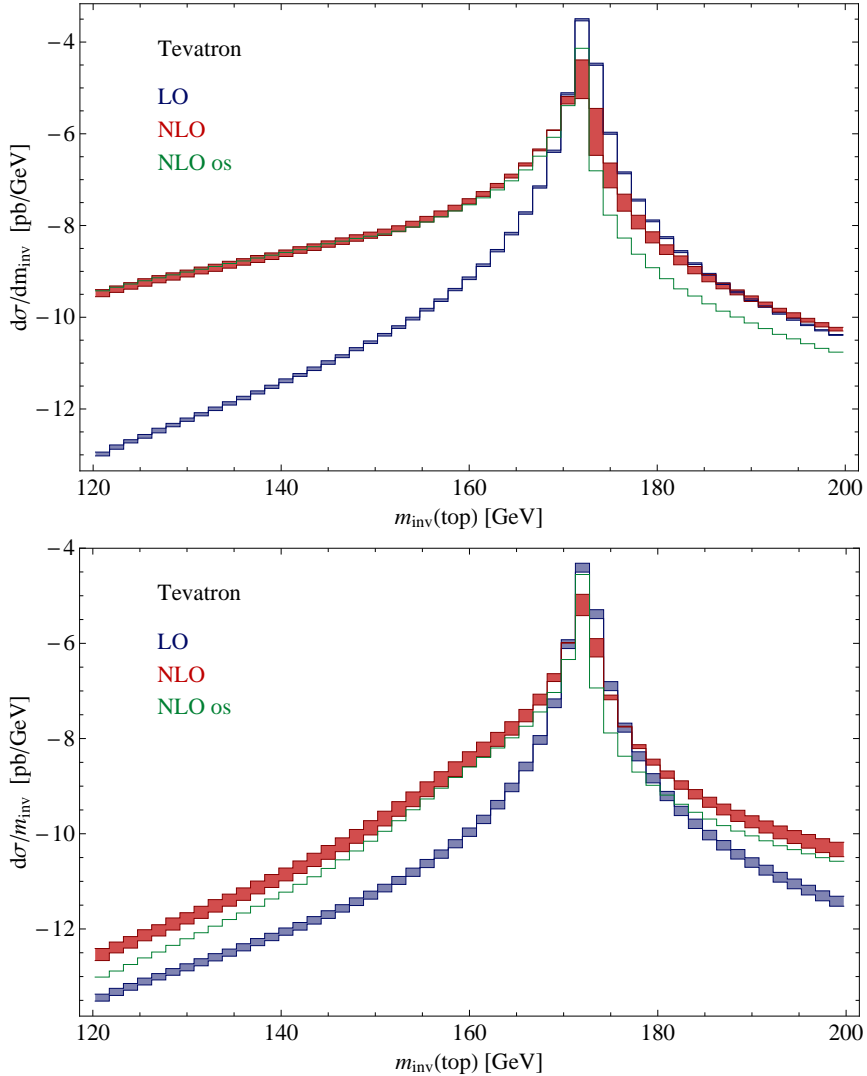 −4
−6
−8
−10
−12
dσ/dm_inv [pb/GeV]
Tevatron
LO
NLO
NLO os
120 140 160 180 200
m_inv(top) [GeV]
−4
−6
−8
−10
−12
dσ/m_inv [pb/GeV]
Tevatron
LO
NLO
NLO os
120 140 160 180 200
m_inv(top) [GeV]